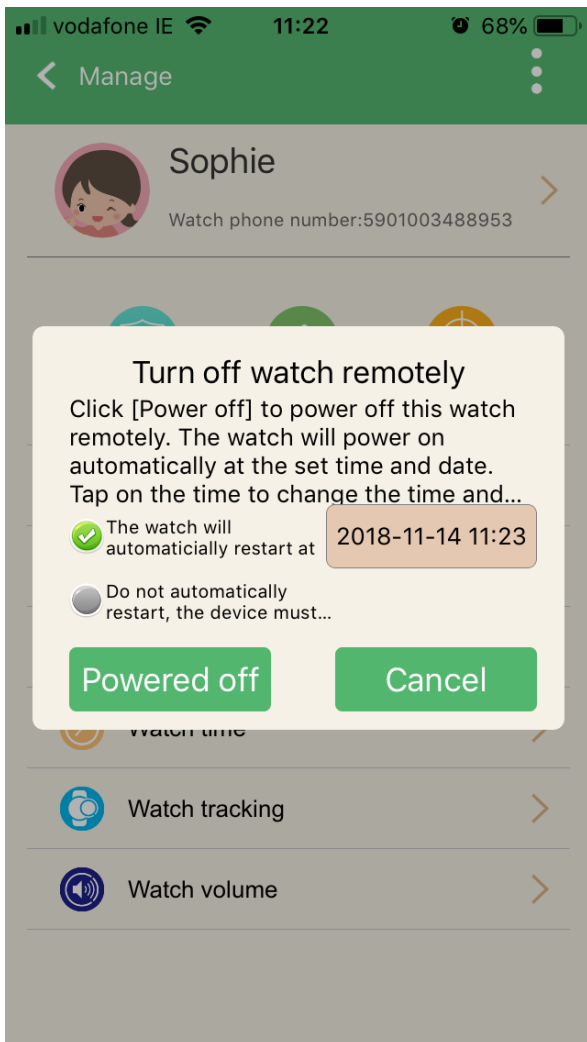 vodafone IE 11:22 68%
Manage
Sophie
Watch phone number:5901003488953
Turn off watch remotely
Click [Power off] to power off this watch
remotely. The watch will power on
automatically at the set time and date.
Tap on the time to change the time and...
The watch will
automaticially restart at
2018-11-14 11:23
Do not automatically
restart, the device must...
Powered off
Cancel
Watch time
Watch tracking
Watch volume